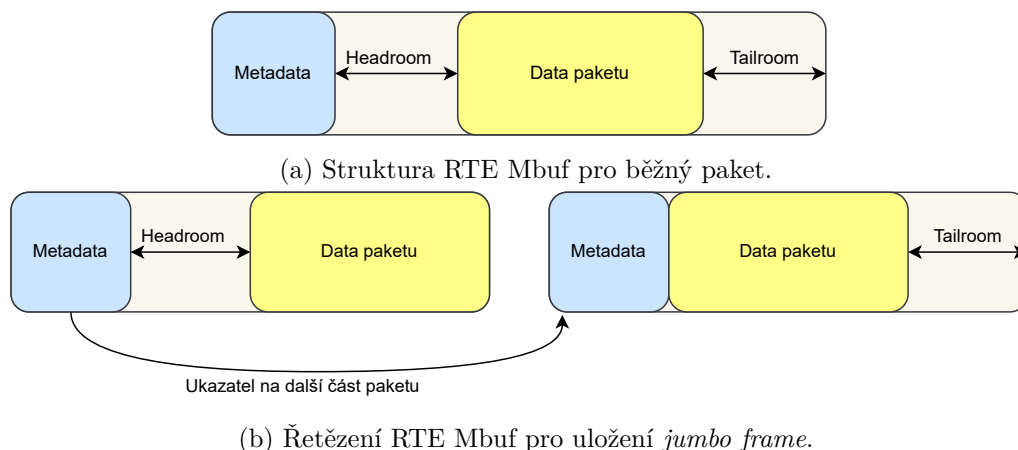 Metadata
Headroom
Data paketu
Tailroom
(a) Struktura RTE Mbuf pro běžný paket.
Metadata
Headroom
Data paketu
Metadata
Data paketu
Tailroom
Ukazatel na další část paketu
(b) Řetězení RTE Mbuf pro uložení jumbo frame.